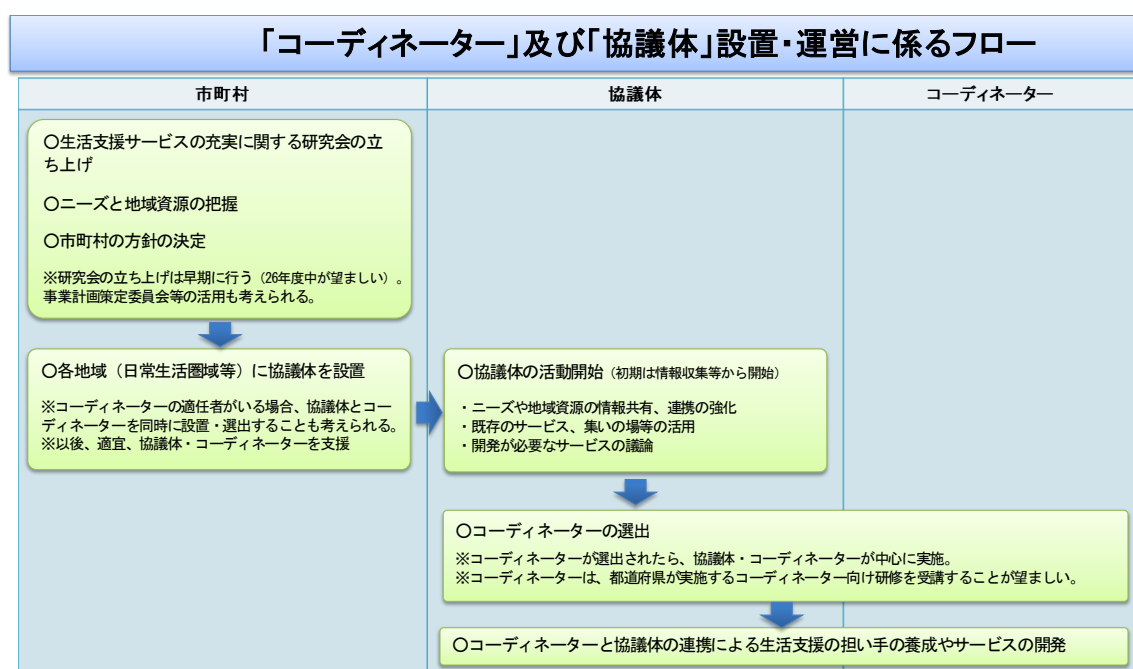 「コーディネーター」及び「協議体」設置・運営に係るフロー
市町村
協議体
コーディネーター
〇生活支援サービスの充実に関する研究会の立
ち上げ
〇ニーズと地域資源の把握
〇市町村の方針の決定
※研究会の立ち上げは早期に行う（26年度中が望ましい）。
事業計画策定委員会等の活用も考えられる。
〇各地域（日常生活圏域等）に協議体を設置
※コーディネーターの適任者がいる場合、協議体とコー
ディネーターを同時に設置・選出することも考えられる。
※以後、適宜、協議体・コーディネーターを支援
〇協議体の活動開始（初期は情報収集等から開始）
・ニーズや地域資源の情報共有、連携の強化
・既存のサービス、集いの場等の活用
・開発が必要なサービスの議論
〇コーディネーターの選出
※コーディネーターが選出されたら、協議体・コーディネーターが中心に実施。
※コーディネーターは、都道府県が実施するコーディネーター向け研修を受講することが望ましい。
〇コーディネーターと協議体の連携による生活支援の担い手の養成やサービスの開発